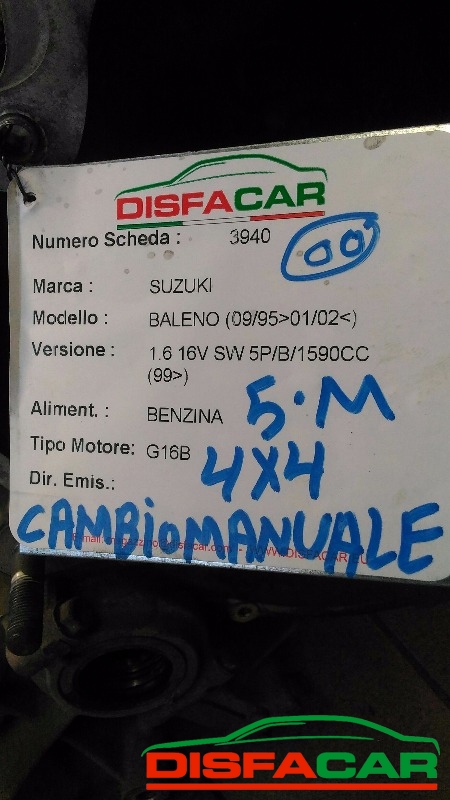 DISFACAR
Numero Scheda : 3940 00
Marca : SUZUKI
Modello : BALENO (09/95>01/02<)
Versione : 1.6 16V SW 5P/B/1590CC
(99>)
Aliment. : BENZINA 5.M
Tipo Motore: G16B 4X4
Dir. Emis.:
CAMBIO MANUALE
DISFACAR